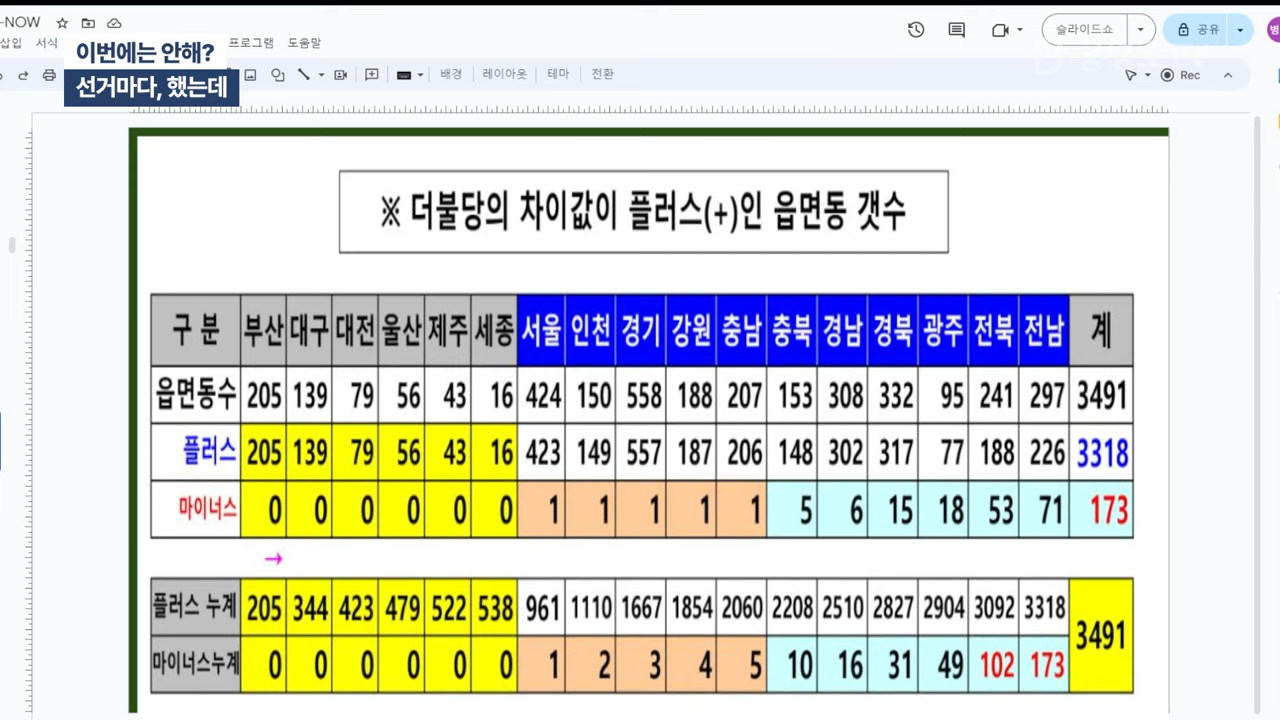 -NOW
삽입 서식
이번에는 안해?
선거마다, 했는데
프로그램 도움말
슬라이드쇼
공유
병
배경 레이아웃 테마 전환
Rec
※ 더불당의 차이값이 플러스(+)인 읍면동 갯수
구 분 부산 대구 대전 울산 제주 세종 서울 인천 경기 강원 충남 충북 경남 경북 광주 전북 전남 계
읍면동수 205 139 79 56 43 16 424 150 558 188 207 153 308 332 95 241 297 3491
플러스 205 139 79 56 43 16 423 149 557 187 206 148 302 317 77 188 226 3318
마이너스 0 0 0 0 0 0 1 1 1 1 1 5 6 15 18 53 71 173
→
플러스 누계 205 344 423 479 522 538 961 1110 1667 1854 2060 2208 2510 2827 2904 3092 3318 3491
마이너스누계 0 0 0 0 0 0 1 2 3 4 5 10 16 31 49 102 173